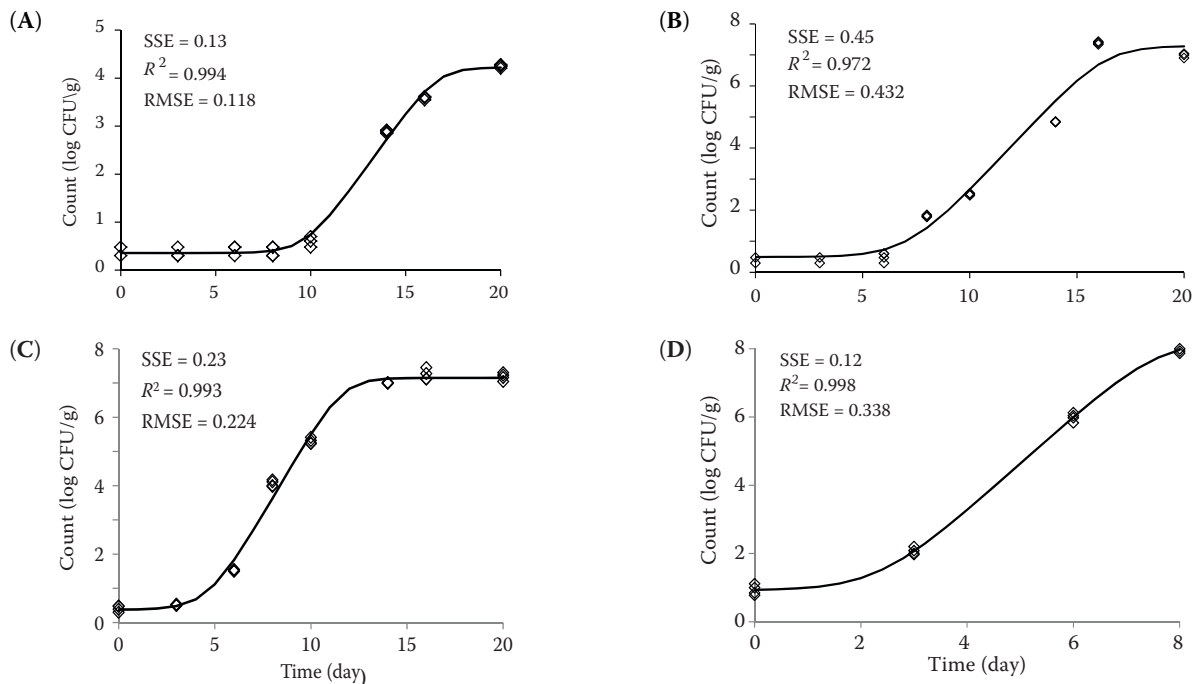 (A)
5
4
3
2
1
0
Count (log CFU\g)
SSE = 0.13
R² = 0.994
RMSE = 0.118
0 5 10 15 20
(B)
8
6
4
2
0
Count (log CFU/g)
SSE = 0.45
R² = 0.972
RMSE = 0.432
0 5 10 15 20
(C)
8
6
4
2
0
Count (log CFU/g)
SSE = 0.23
R² = 0.993
RMSE = 0.224
0 5 10 15 20
Time (day)
(D)
8
6
4
2
0
Count (log CFU/g)
SSE = 0.12
R² = 0.998
RMSE = 0.338
0 2 4 6 8
Time (day)